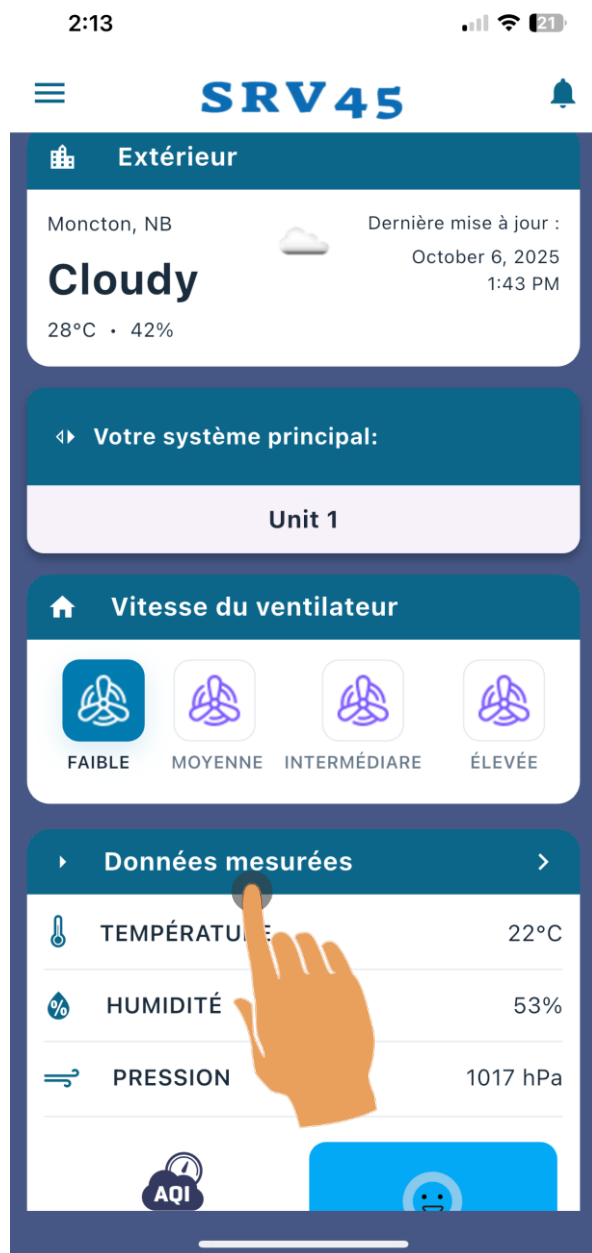 2:13
21
SRV45
Extérieur
Moncton, NB
Dernière mise à jour :
Cloudy
October 6, 2025
1:43 PM
28°C • 42%
Votre système principal:
Unit 1
Vitesse du ventilateur
FAIBLE MOYENNE INTERMÉDIARE ÉLEVÉE
Données mesurées
TEMPÉRATURE 22°C
% HUMIDITÉ 53%
PRESSION 1017 hPa
AQI